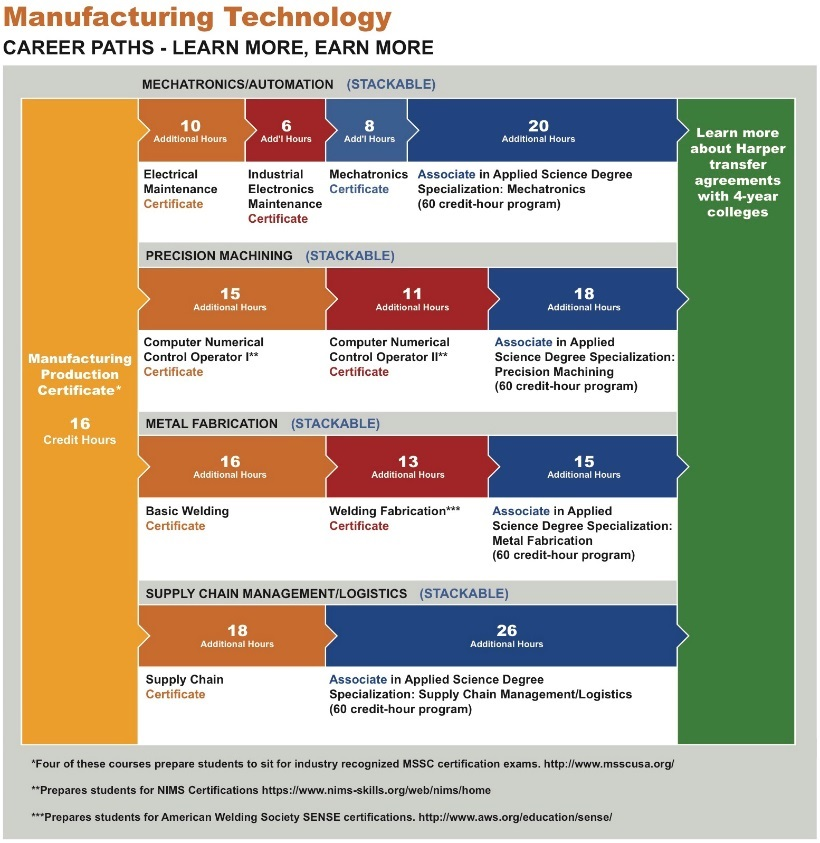 Manufacturing Technology
CAREER PATHS - LEARN MORE, EARN MORE
MECHATRONICS/AUTOMATION (STACKABLE)
10
Additional Hours
6
Add'l Hours
8
Add'l Hours
20
Additional Hours
Electrical
Maintenance
Certificate
Industrial
Electronics
Maintenance
Certificate
Mechatronics
Certificate
Associate in Applied Science Degree
Specialization: Mechatronics
(60 credit-hour program)
Learn more
about Harper
transfer
agreements
with 4-year
colleges
Manufacturing
Production
Certificate*
16
Credit Hours
PRECISION MACHINING (STACKABLE)
15
Additional Hours
11
Additional Hours
18
Additional Hours
Computer Numerical
Control Operator I**
Certificate
Computer Numerical
Control Operator II**
Certificate
Associate in Applied
Science Degree Specialization:
Precision Machining
(60 credit-hour program)
METAL FABRICATION (STACKABLE)
16
Additional Hours
13
Additional Hours
15
Additional Hours
Basic Welding
Certificate
Welding Fabrication***
Certificate
Associate in Applied
Science Degree Specialization:
Metal Fabrication
(60 credit-hour program)
SUPPLY CHAIN MANAGEMENT/LOGISTICS (STACKABLE)
18
Additional Hours
26
Additional Hours
Supply Chain
Certificate
Associate in Applied Science Degree
Specialization: Supply Chain Management/Logistics
(60 credit-hour program)
*Four of these courses prepare students to sit for industry recognized MSSC certification exams. http://www.msscusa.org/
**Prepares students for NIMS Certifications https://www.nims-skills.org/web/nims/home
***Prepares students for American Welding Society SENSE certifications. http://www.aws.org/education/sense/